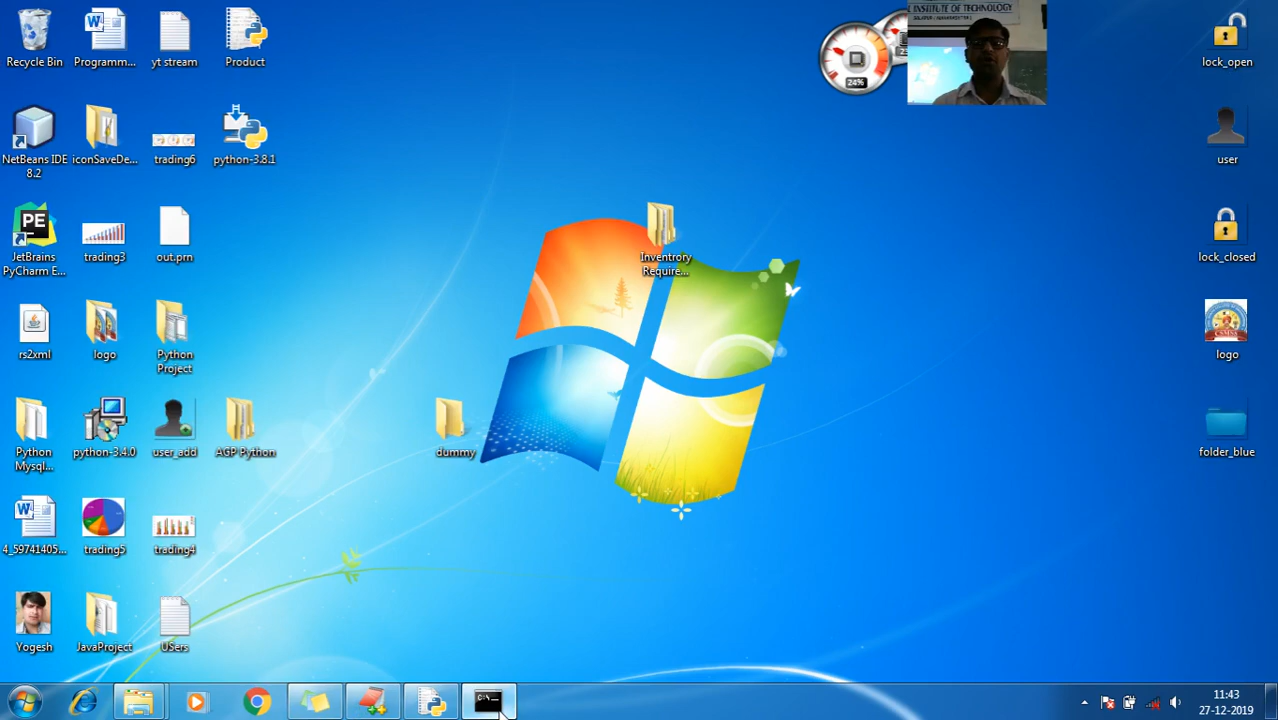 Recycle Bin
Programm...
yt stream
Product
24%
INSTITUTE OF TECHNOLOGY
lock_open
NetBeans IDE
8.2
iconSaveDe...
trading6
python-3.8.1
user
PE
JetBrains
PyCharm E...
trading3
out.prn
Inventrory
Require...
lock_closed
rs2xml
logo
Python
Project
logo
Python
Mysql...
python-3.4.0
user_add
AGP Python
dummy
folder_blue
4_59741405...
trading5
trading4
Yogesh
JavaProject
USers
C:\_
11:43
27-12-2019